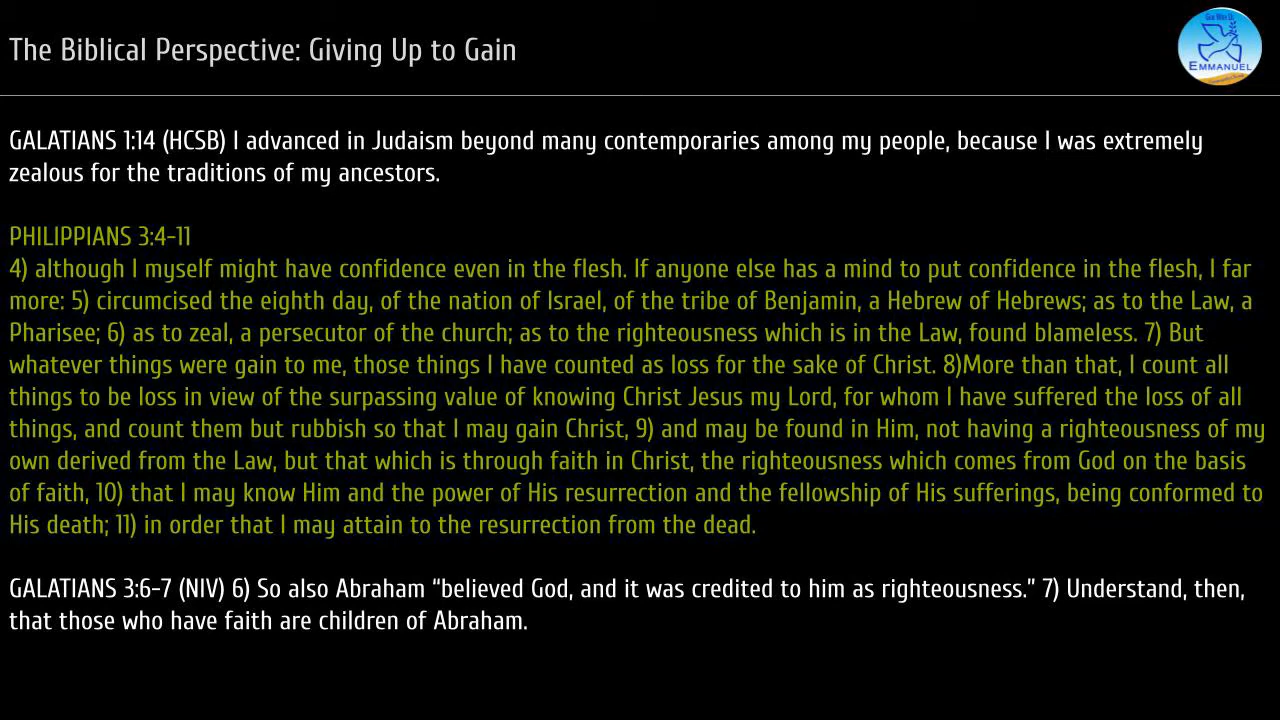 The Biblical Perspective: Giving Up to Gain
God With Us
EMMANUEL
GALATIANS 1:14 (HCSB) I advanced in Judaism beyond many contemporaries among my people, because I was extremely
zealous for the traditions of my ancestors.
PHILIPPIANS 3:4-11
4) although I myself might have confidence even in the flesh. If anyone else has a mind to put confidence in the flesh, I far
more: 5) circumcised the eighth day, of the nation of Israel, of the tribe of Benjamin, a Hebrew of Hebrews; as to the Law, a
Pharisee; 6) as to zeal, a persecutor of the church; as to the righteousness which is in the Law, found blameless. 7) But
whatever things were gain to me, those things I have counted as loss for the sake of Christ. 8)More than that, I count all
things to be loss in view of the surpassing value of knowing Christ Jesus my Lord, for whom I have suffered the loss of all
things, and count them but rubbish so that I may gain Christ, 9) and may be found in Him, not having a righteousness of my
own derived from the Law, but that which is through faith in Christ, the righteousness which comes from God on the basis
of faith, 10) that I may know Him and the power of His resurrection and the fellowship of His sufferings, being conformed to
His death; 11) in order that I may attain to the resurrection from the dead.
GALATIANS 3:6-7 (NIV) 6) So also Abraham “believed God, and it was credited to him as righteousness.” 7) Understand, then,
that those who have faith are children of Abraham.